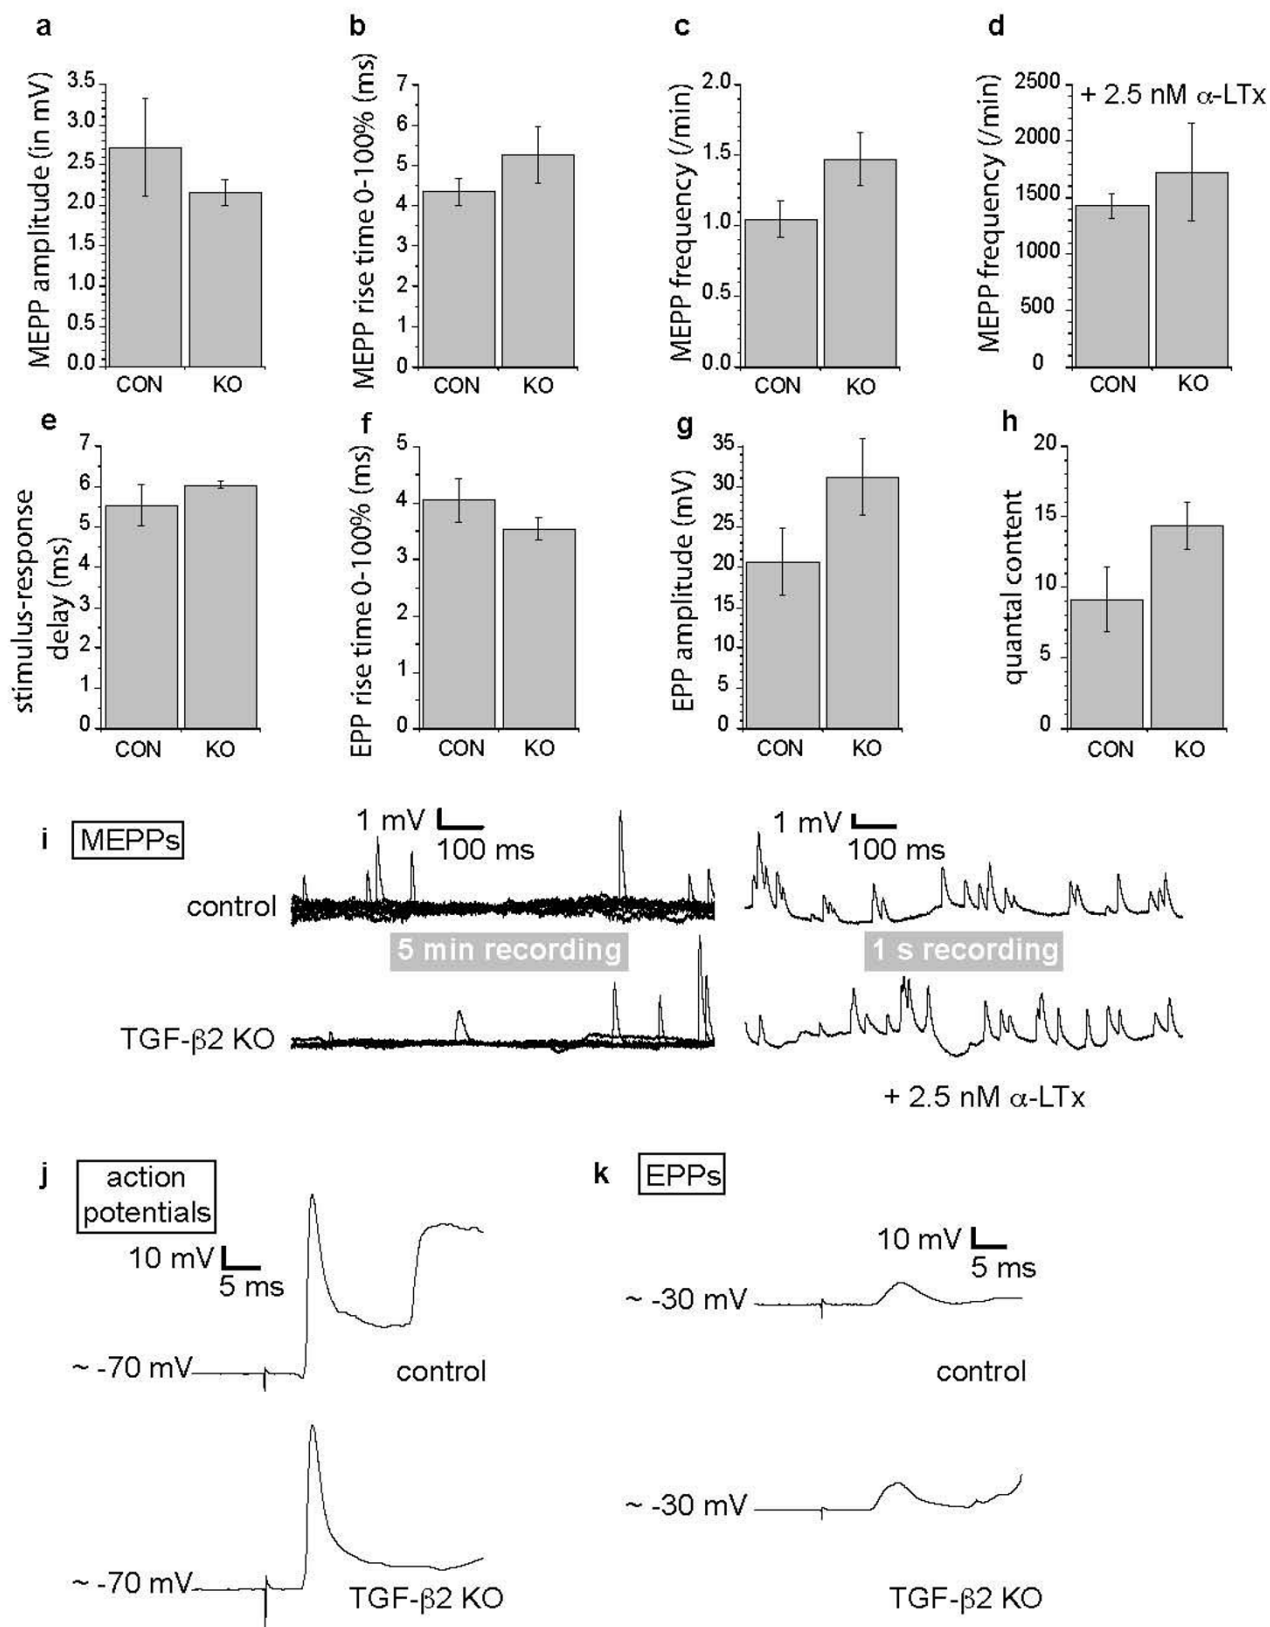 a
MEPP amplitude (in mV)
3.5
3.0
2.5
2.0
1.5
1.0
0.5
0.0
CON KO
b
MEPP rise time 0-100% (ms)
7
6
5
4
3
2
1
0
CON KO
c
MEPP frequency (/min)
2.0
1.5
1.0
0.5
0.0
CON KO
d
MEPP frequency (/min)
+ 2.5 nM α-LTx
2500
2000
1500
1000
500
0
CON KO
e
stimulus-response
delay (ms)
7
6
5
4
3
2
1
0
CON KO
f
EPP rise time 0-100% (ms)
5
4
3
2
1
0
CON KO
g
EPP amplitude (mV)
35
30
25
20
15
10
5
0
CON KO
h
quantal content
20
15
10
5
0
CON KO
i MEPPs
1 mV
100 ms
1 mV
100 ms
control
5 min recording
1 s recording
TGF-β2 KO
+ 2.5 nM α-LTx
j action
potentials
10 mV
5 ms
~ -70 mV
control
~ -70 mV
TGF-β2 KO
k EPPs
10 mV
5 ms
~ -30 mV
control
~ -30 mV
TGF-β2 KO